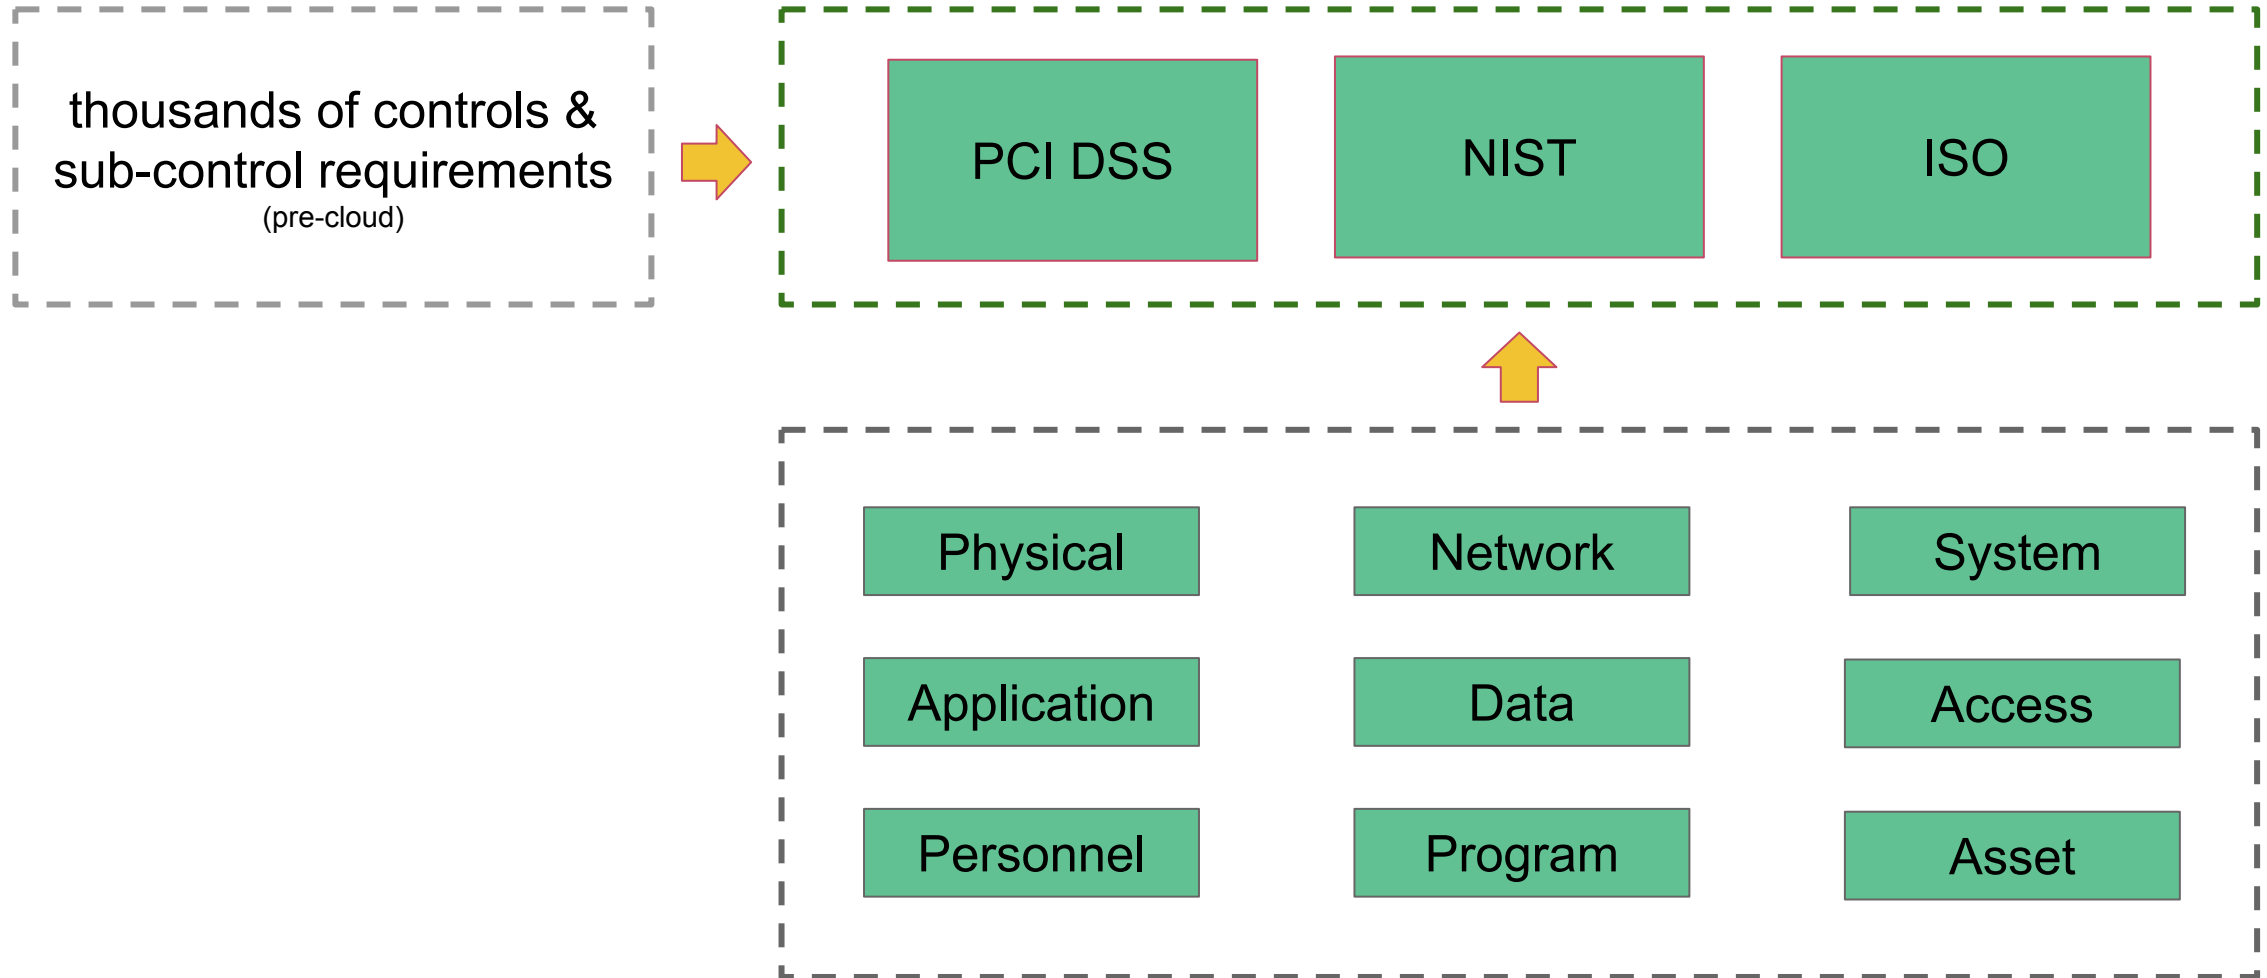 thousands of controls &
sub-control requirements
(pre-cloud)
PCI DSS
NIST
ISO
Physical
Network
System
Application
Data
Access
Personnel
Program
Asset